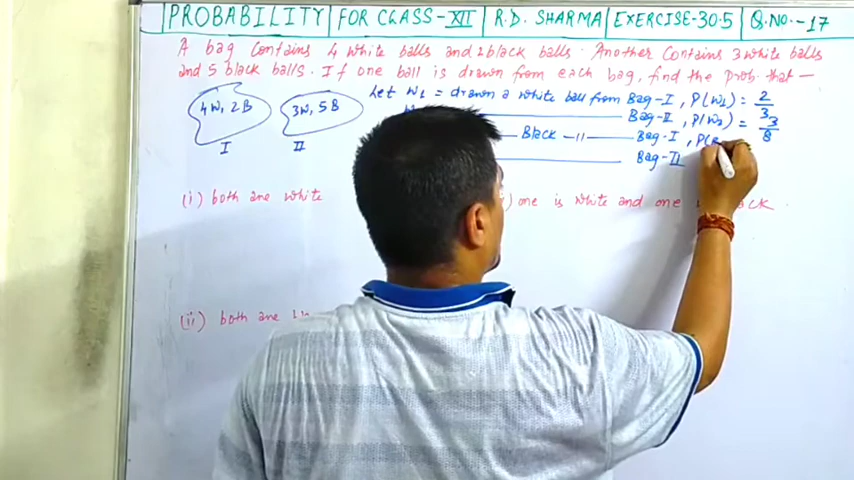 PROBABILITY FOR CLASS-XII R.D. SHARMA EXERCISE-30.5 Q.NO.-17
A bag contains 4 white balls and 2 black balls. Another contains 3 white balls
and 5 black balls. If one ball is drawn from each bag, find the prob. that —
4W, 2B
I
3W, 5B
II
Let W1 = drawn a white ball from Bag-I, P(W1) = 2/3
Bag-II, P(W2) = 3/8
Black —11— Bag-I, P(
Bag-II
(i) both are white
one is white and one
(ii) both are